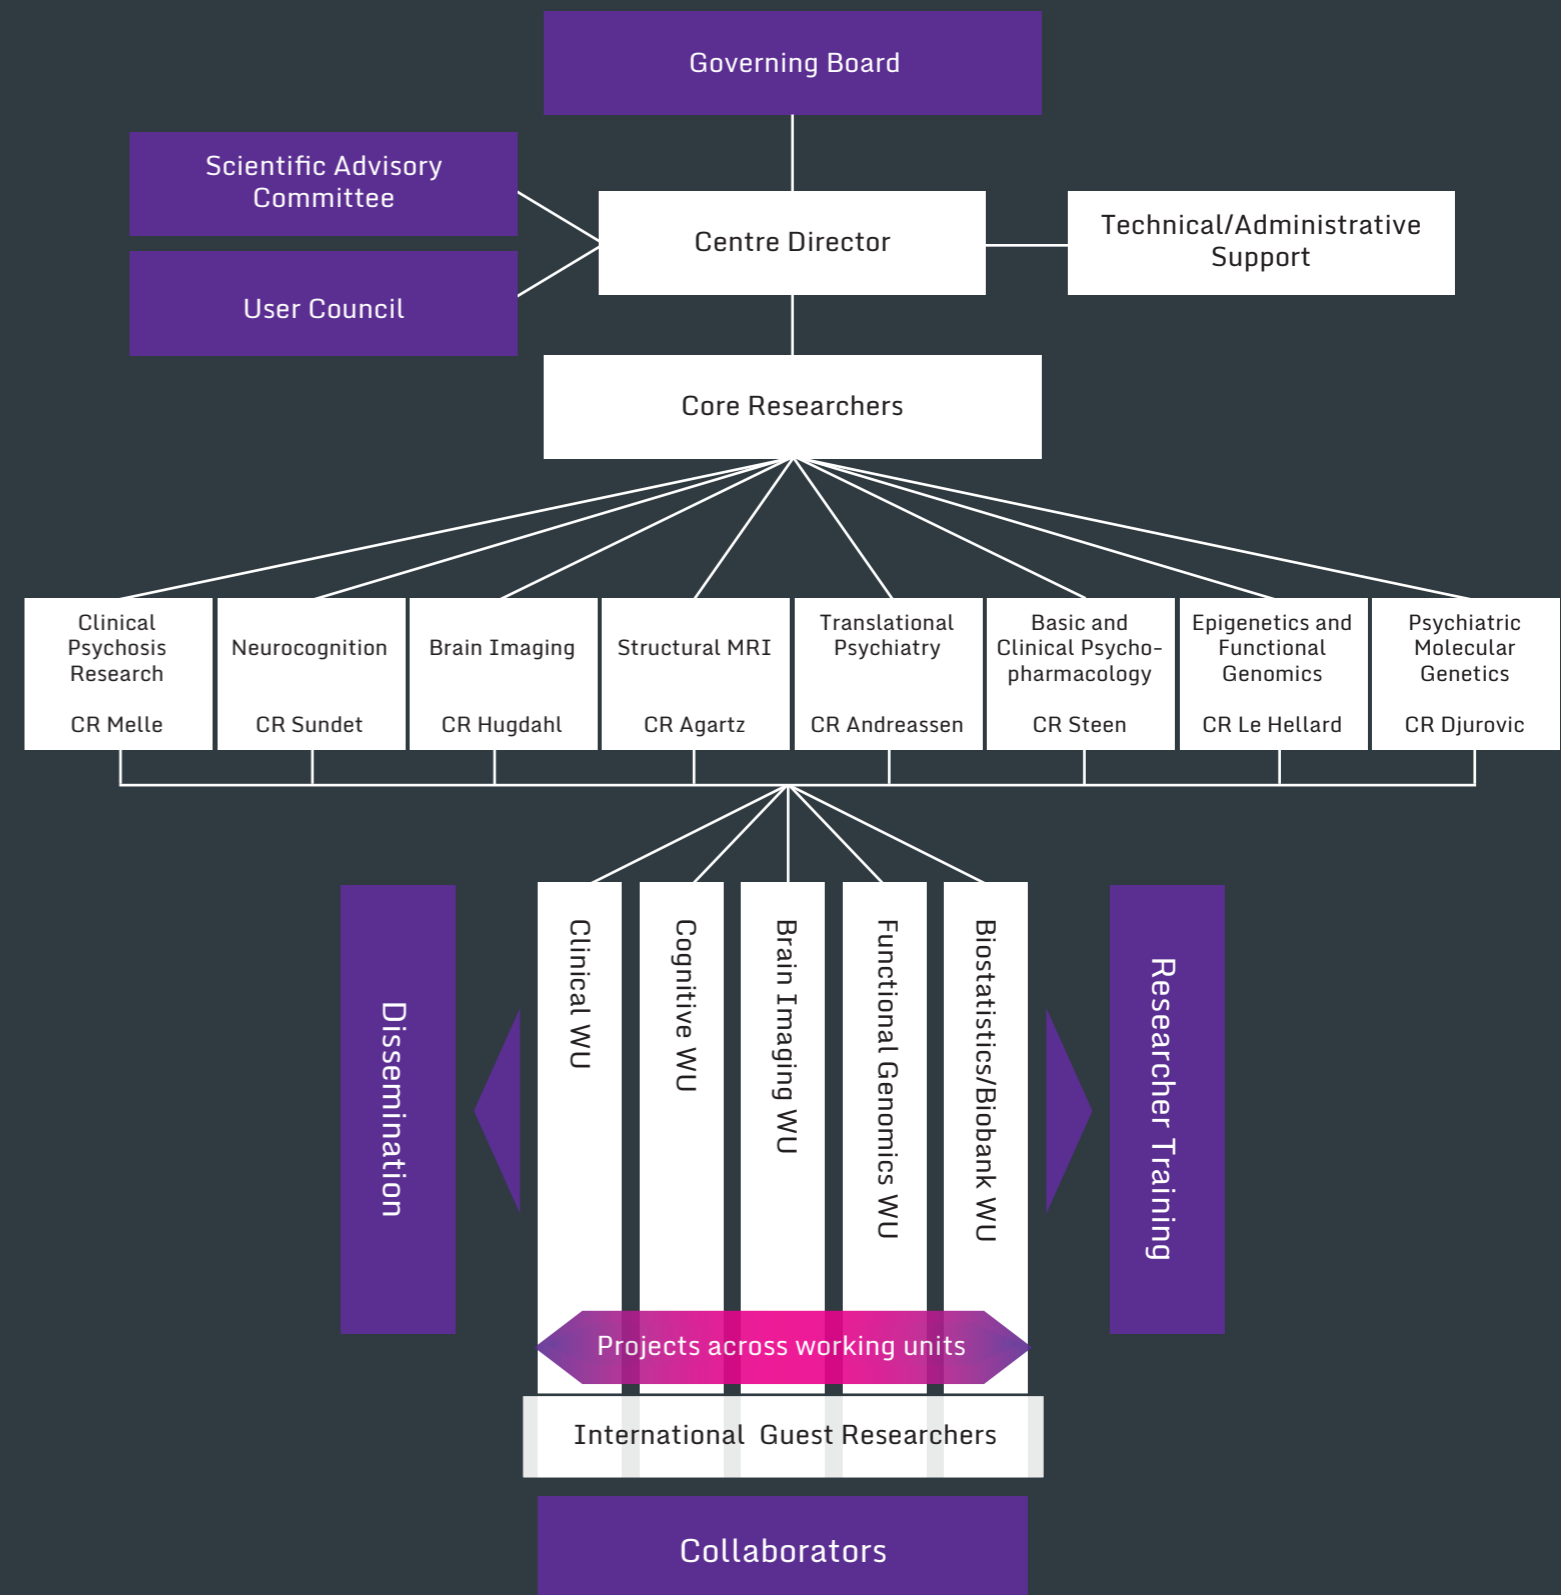 Governing Board
Scientific Advisory
Committee
Centre Director
Technical/Administrative
Support
User Council
Core Researchers
Clinical
Psychosis
Research
CR Melle
Neurocognition
CR Sundet
Brain Imaging
CR Hugdahl
Structural MRI
CR Agartz
Translational
Psychiatry
CR Andreassen
Basic and
Clinical Psycho-
pharmacology
CR Steen
Epigenetics and
Functional
Genomics
CR Le Hellard
Psychiatric
Molecular
Genetics
CR Djurovic
Dissemination
Clinical WU
Cognitive WU
Brain Imaging WU
Functional Genomics WU
Biostatistics/Biobank WU
Researcher Training
Projects across working units
International Guest Researchers
Collaborators